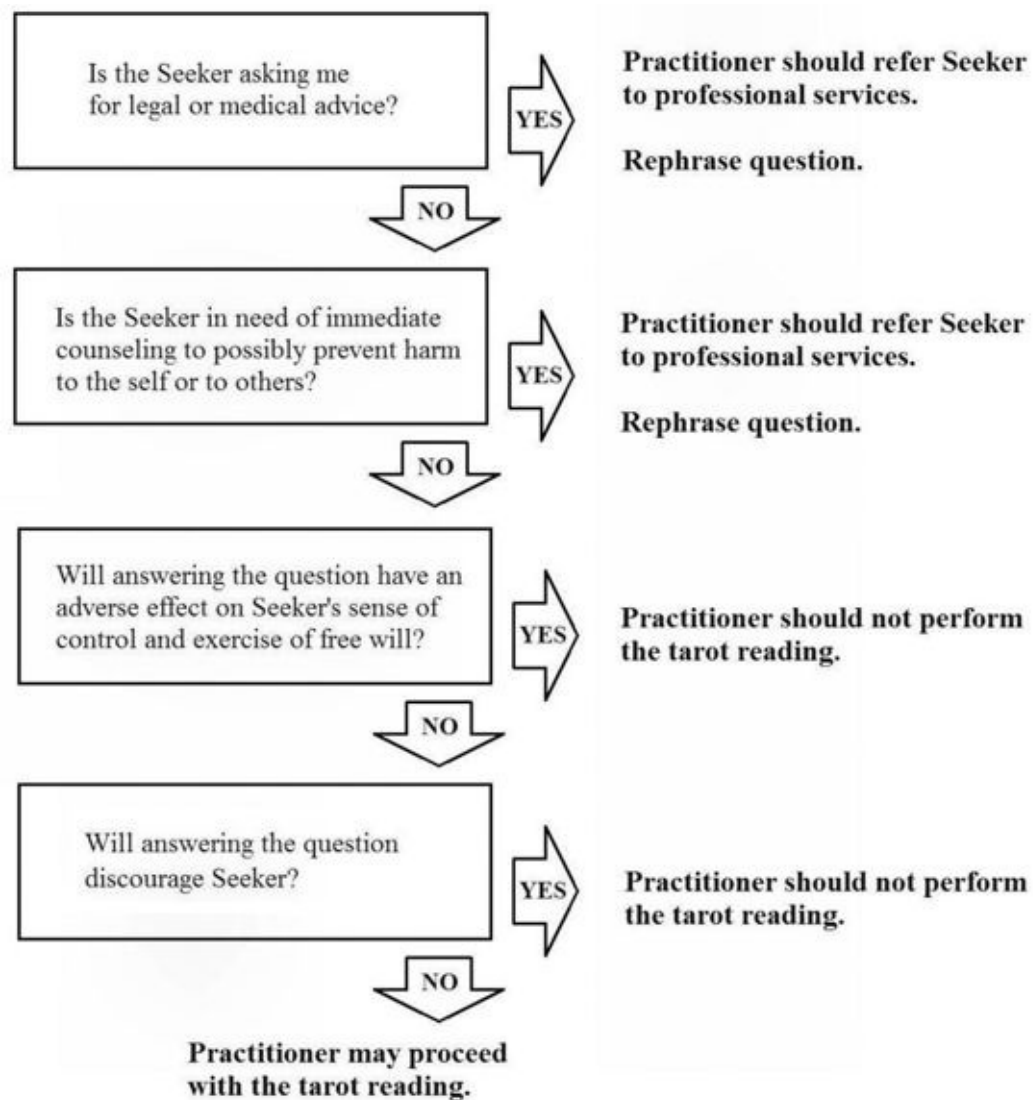 Is the Seeker asking me
for legal or medical advice?
YES
Practitioner should refer Seeker
to professional services.
Rephrase question.
NO
Is the Seeker in need of immediate
counseling to possibly prevent harm
to the self or to others?
YES
Practitioner should refer Seeker
to professional services.
Rephrase question.
NO
Will answering the question have an
adverse effect on Seeker's sense of
control and exercise of free will?
YES
Practitioner should not perform
the tarot reading.
NO
Will answering the question
discourage Seeker?
YES
Practitioner should not perform
the tarot reading.
NO
Practitioner may proceed
with the tarot reading.